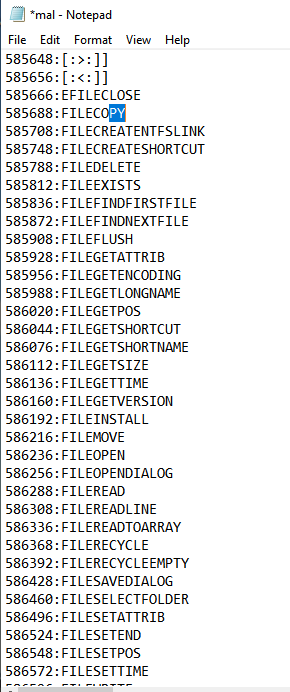 *mal - Notepad
File Edit Format View Help
585648:[:>:]]
585656:[:<:]]
585666:EFILECLOSE
585688:FILECOPY
585708:FILECREATENTFSLINK
585748:FILECREATESHORTCUT
585788:FILEDELETE
585812:FILEEXISTS
585836:FILEFINDFIRSTFILE
585872:FILEFINDNEXTFILE
585908:FILEFLUSH
585928:FILEGETATTRIB
585956:FILEGETENCODING
585988:FILEGETLONGNAME
586020:FILEGETPOS
586044:FILEGETSHORTCUT
586076:FILEGETSHORTNAME
586112:FILEGETSIZE
586136:FILEGETTIME
586160:FILEGETVERSION
586192:FILEINSTALL
586216:FILEMOVE
586236:FILEOPEN
586256:FILEOPENDIALOG
586288:FILEREAD
586308:FILEREADLINE
586336:FILEREADTOARRAY
586368:FILERECYCLE
586392:FILERECYCLEEMPTY
586428:FILESAVEDIALOG
586460:FILESELECTFOLDER
586496:FILESETATTRIB
586524:FILESETEND
586548:FILESETPOS
586572:FILESETTIME